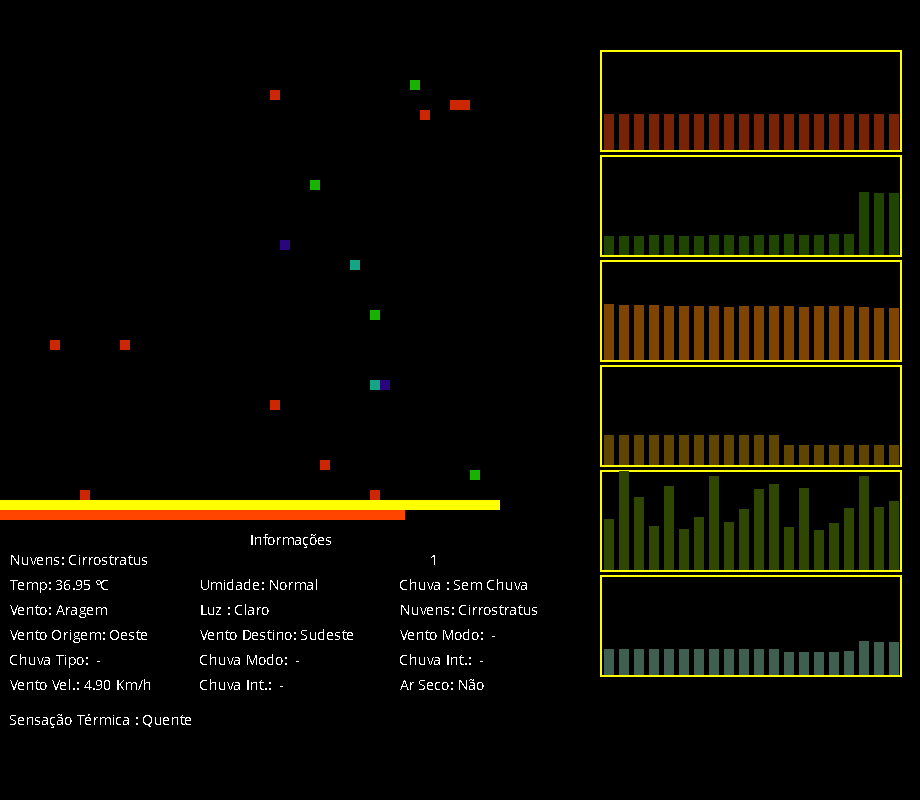 Informações
Nuvens: Cirrostratus 1
Temp: 36.95 ºC Umidade: Normal Chuva : Sem Chuva
Vento: Aragem Luz : Claro Nuvens: Cirrostratus
Vento Origem: Oeste Vento Destino: Sudeste Vento Modo: -
Chuva Tipo: - Chuva Modo: - Chuva Int.: -
Vento Vel.: 4.90 Km/h Chuva Int.: - Ar Seco: Não
Sensação Térmica : Quente